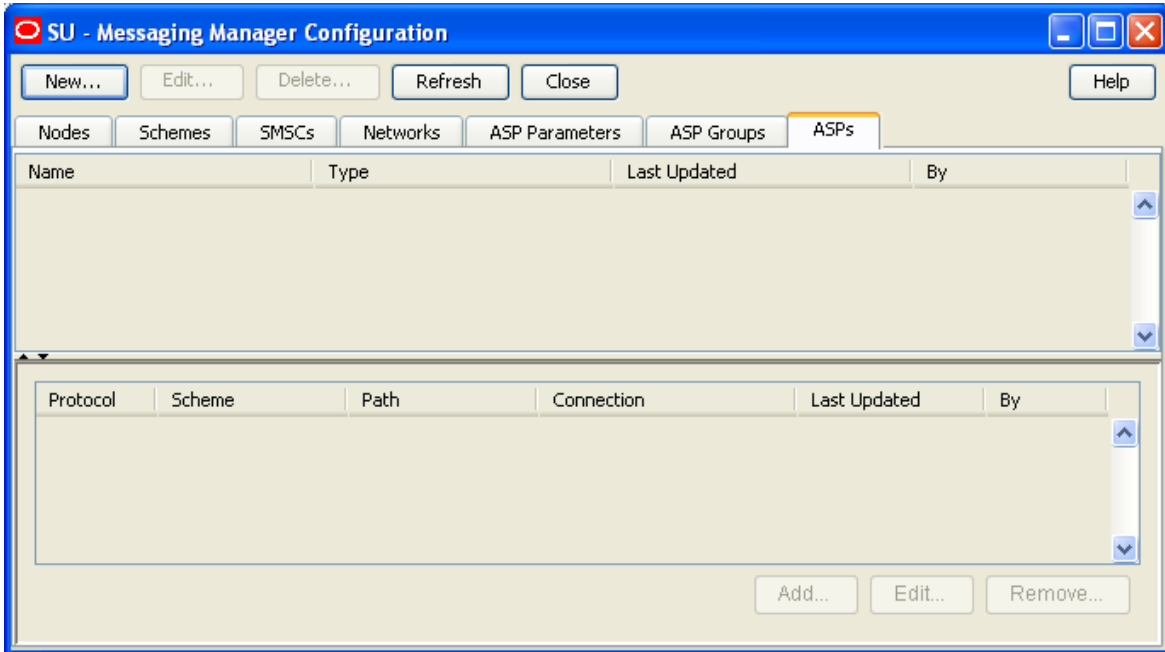 SU - Messaging Manager Configuration
New... Edit... Delete... Refresh Close Help
Nodes Schemes SMSCs Networks ASP Parameters ASP Groups ASPs
Name Type Last Updated By
Protocol Scheme Path Connection Last Updated By
Add... Edit... Remove...